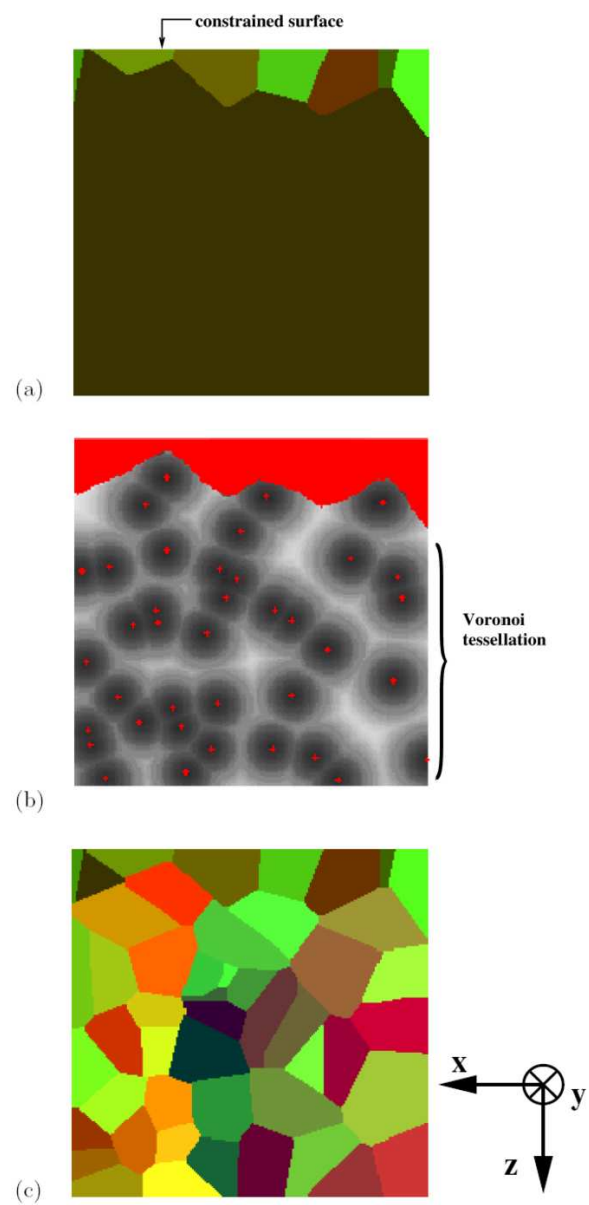 constrained surface
(a)
Voronoi
tessellation
(b)
x
y
z
(c)